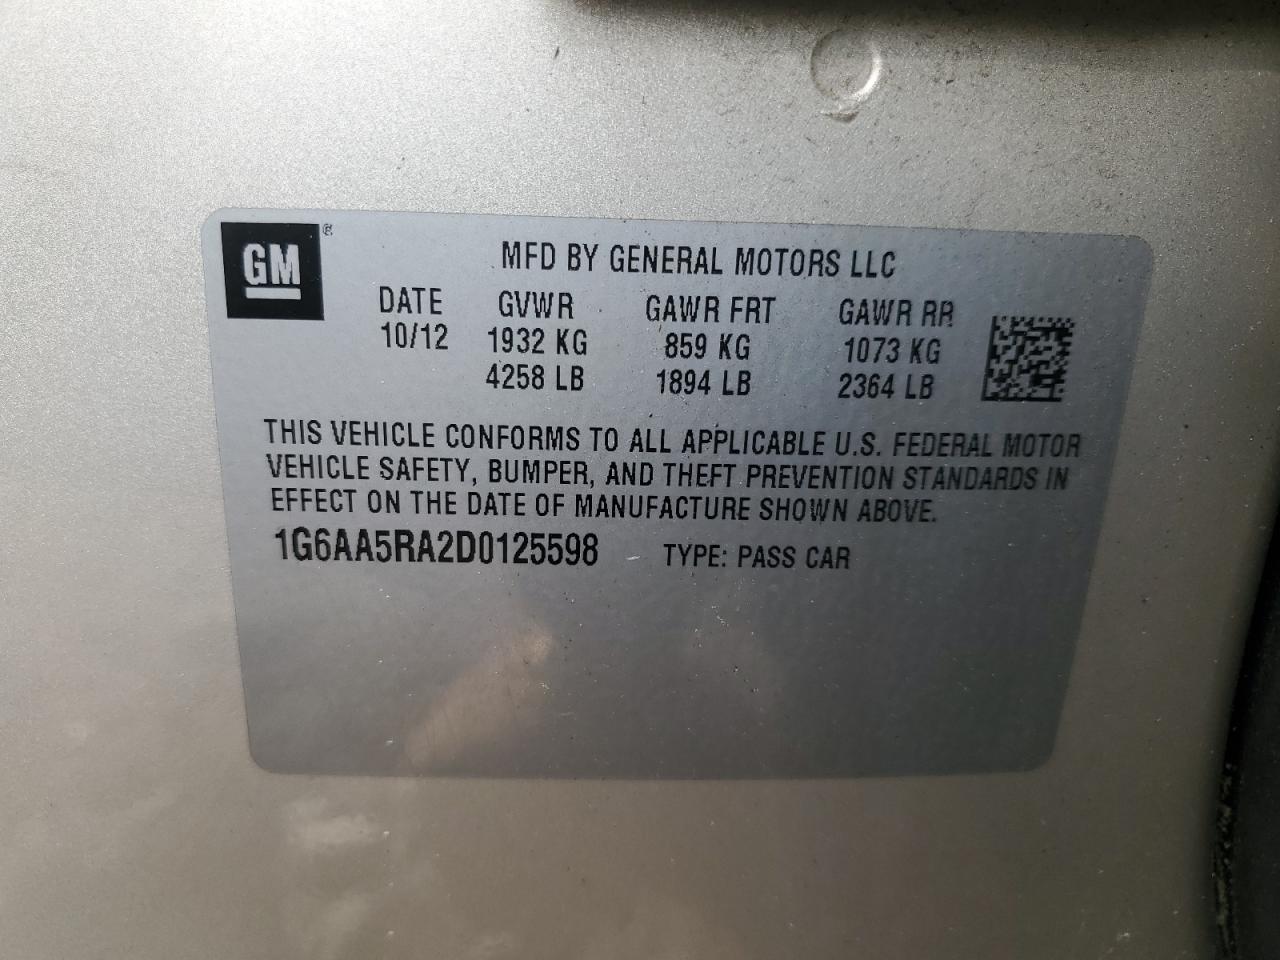 GM ®
MFD BY GENERAL MOTORS LLC
DATE GVWR GAWR FRT GAWR RR
10/12 1932 KG 859 KG 1073 KG
4258 LB 1894 LB 2364 LB
THIS VEHICLE CONFORMS TO ALL APPLICABLE U.S. FEDERAL MOTOR
VEHICLE SAFETY, BUMPER, AND THEFT PREVENTION STANDARDS IN
EFFECT ON THE DATE OF MANUFACTURE SHOWN ABOVE.
1G6AA5RA2D0125598 TYPE: PASS CAR